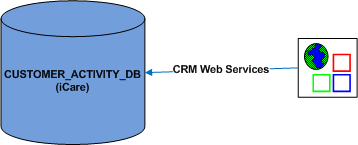 CUSTOMER_ACTIVITY_DB
(iCare)
CRM Web Services